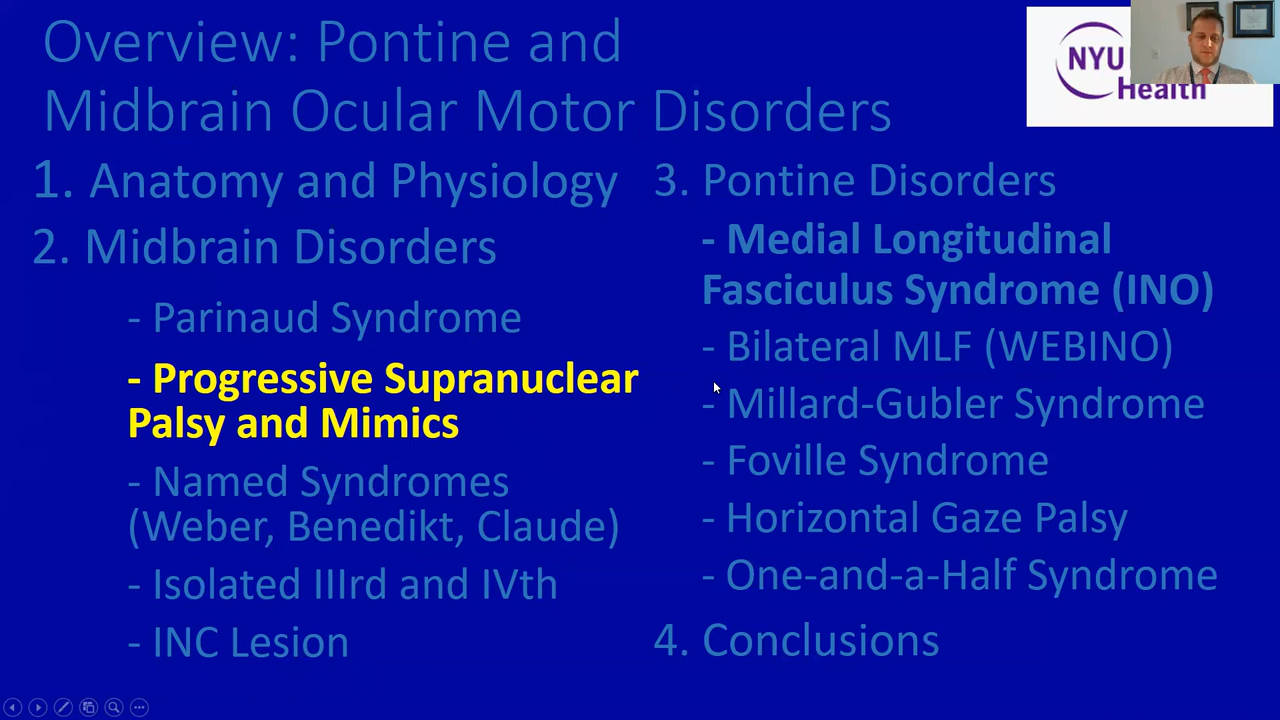 Overview: Pontine and
Midbrain Ocular Motor Disorders
NYU
Health
1. Anatomy and Physiology
2. Midbrain Disorders
- Parinaud Syndrome
- Progressive Supranuclear
Palsy and Mimics
- Named Syndromes
(Weber, Benedikt, Claude)
- Isolated IIIrd and IVth
- INC Lesion
3. Pontine Disorders
- Medial Longitudinal
Fasciculus Syndrome (INO)
- Bilateral MLF (WEBINO)
- Millard-Gubler Syndrome
- Foville Syndrome
- Horizontal Gaze Palsy
- One-and-a-Half Syndrome
4. Conclusions